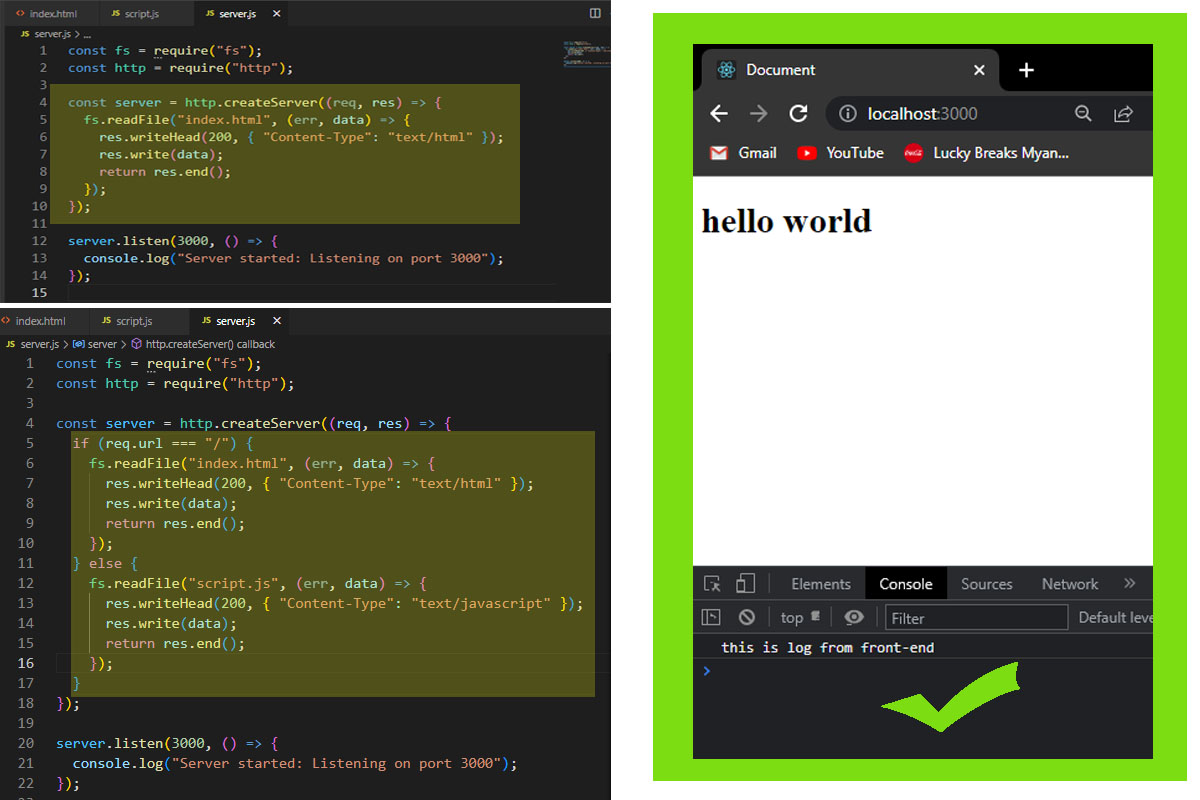 index.html
JS script.js
JS server.js
JS server.js > ...
1 const fs = require("fs");
2 const http = require("http");
3
4 const server = http.createServer((req, res) => {
5 fs.readFile("index.html", (err, data) => {
6 res.writeHead(200, { "Content-Type": "text/html" });
7 res.write(data);
8 return res.end();
9 });
10 });
11
12 server.listen(3000, () => {
13 console.log("Server started: Listening on port 3000");
14 });
15
index.html
JS script.js
JS server.js
JS server.js > server > http.createServer() callback
1 const fs = require("fs");
2 const http = require("http");
3
4 const server = http.createServer((req, res) => {
5 if (req.url === "/") {
6 fs.readFile("index.html", (err, data) => {
7 res.writeHead(200, { "Content-Type": "text/html" });
8 res.write(data);
9 return res.end();
10 });
11 } else {
12 fs.readFile("script.js", (err, data) => {
13 res.writeHead(200, { "Content-Type": "text/javascript" });
14 res.write(data);
15 return res.end();
16 });
17 }
18 });
19
20 server.listen(3000, () => {
21 console.log("Server started: Listening on port 3000");
22 });
Document
localhost:3000
Gmail YouTube Lucky Breaks Myan...
hello world
Elements Console Sources Network »
top Filter Default leve
this is log from front-end